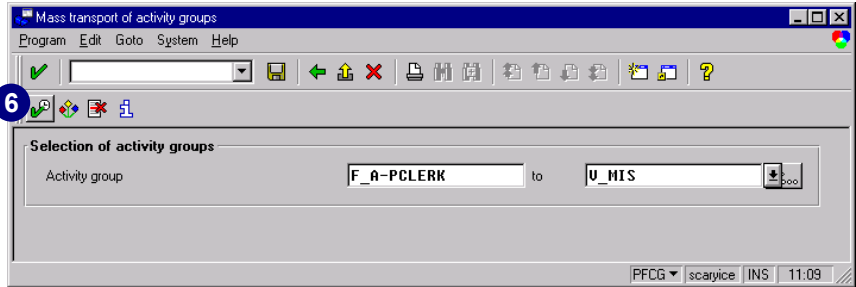 Mass transport of activity groups
Program Edit Goto System Help
6
Selection of activity groups
Activity group F_A-PCLERK to V_MIS
PFCG scaryice INS 11:09